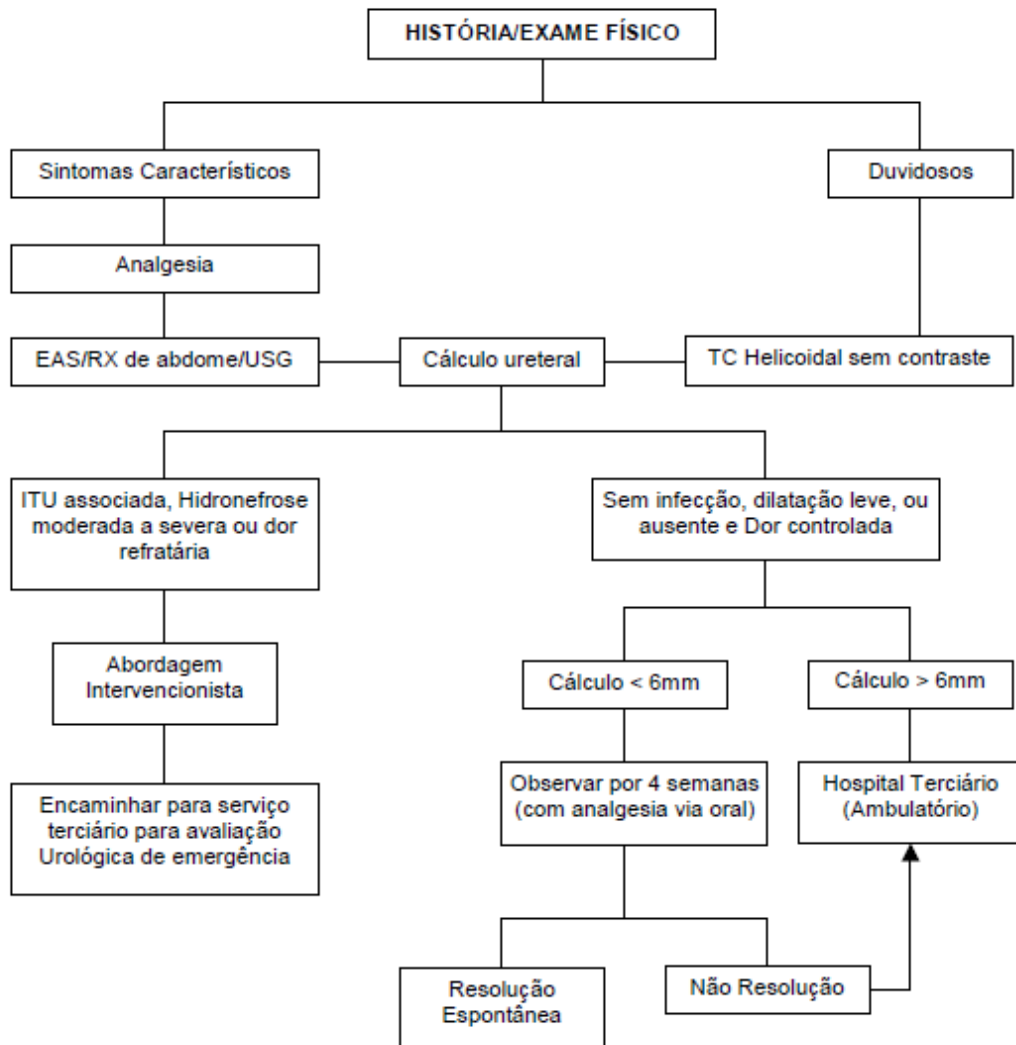 HISTÓRIA/EXAME FÍSICO
Sintomas Característicos
Duvidosos
Analgesia
EAS/RX de abdome/USG
Cálculo ureteral
TC Helicoidal sem contraste
ITU associada, Hidronefrose
moderada a severa ou dor
refratária
Sem infecção, dilatação leve, ou
ausente e Dor controlada
Abordagem
Intervencionista
Cálculo < 6mm
Cálculo > 6mm
Encaminhar para serviço
terciário para avaliação
Urológica de emergência
Observar por 4 semanas
(com analgesia via oral)
Hospital Terciário
(Ambulatório)
Resolução
Espontânea
Não Resolução